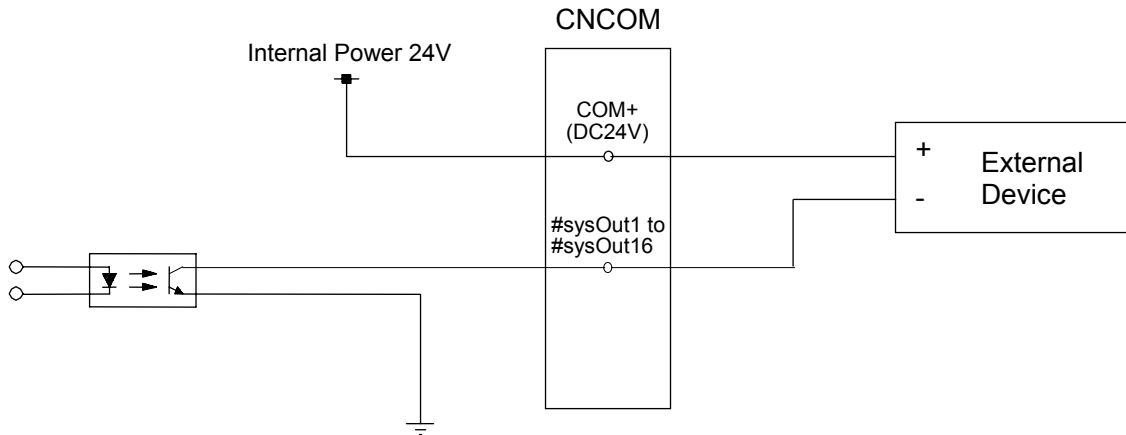 CNCOM
Internal Power 24V
COM+
(DC24V)
+
External
Device
-
#sysOut1 to
#sysOut16